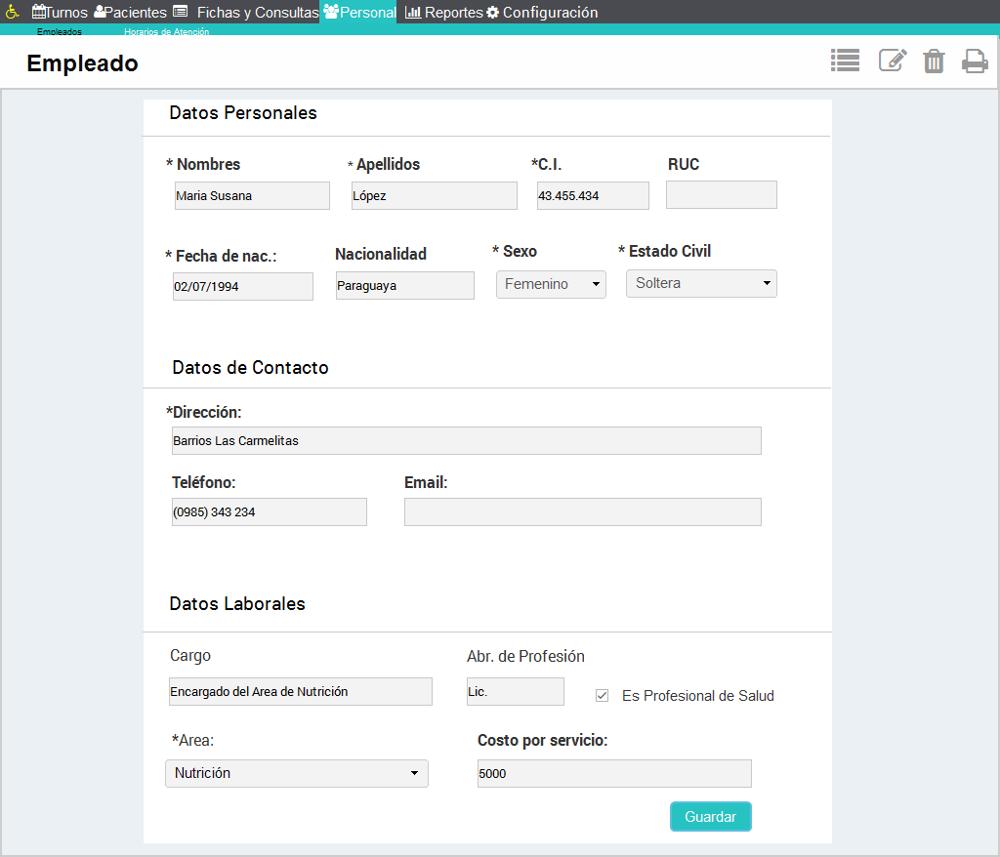 Turnos Pacientes Fichas y Consultas Personal Reportes Configuración
Empleados Horarios de Atención
Empleado
Datos Personales
* Nombres * Apellidos *C.I. RUC
Maria Susana López 43.455.434
* Fecha de nac.: Nacionalidad * Sexo * Estado Civil
02/07/1994 Paraguaya Femenino Soltera
Datos de Contacto
*Dirección:
Barrios Las Carmelitas
Teléfono: Email:
(0985) 343 234
Datos Laborales
Cargo Abr. de Profesión
Encargado del Area de Nutrición Lic. Es Profesional de Salud
*Area: Costo por servicio:
Nutrición 5000
Guardar